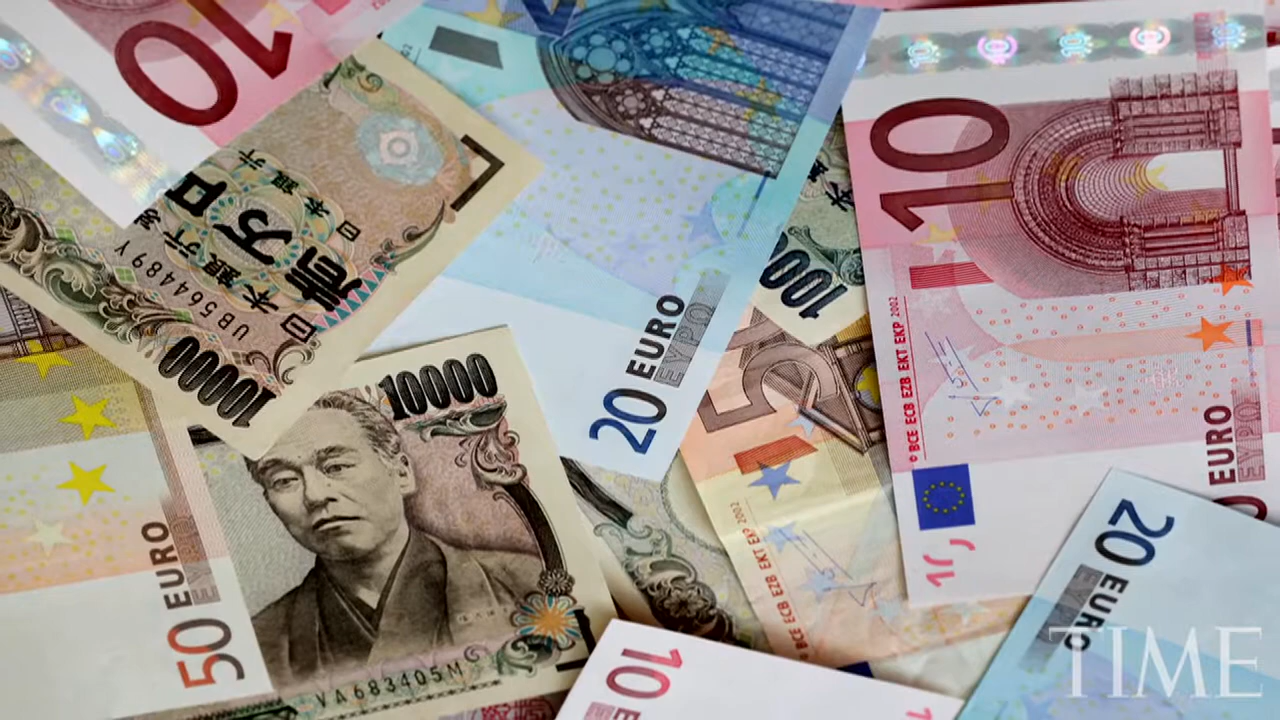 10
日本銀行
壱万円
日本銀行
UB564489Y
10000
10000
VA683405M
50 EURO
ΕΥΡΩ
20 EURO
ΕΥΡΩ
1000
50
BCE ECB EZB EKT EKP 2002
10
© BCE ECB EZB EKT EKP 2002
EURO
ΕΥΡΩ
20 EURO
10
TIME